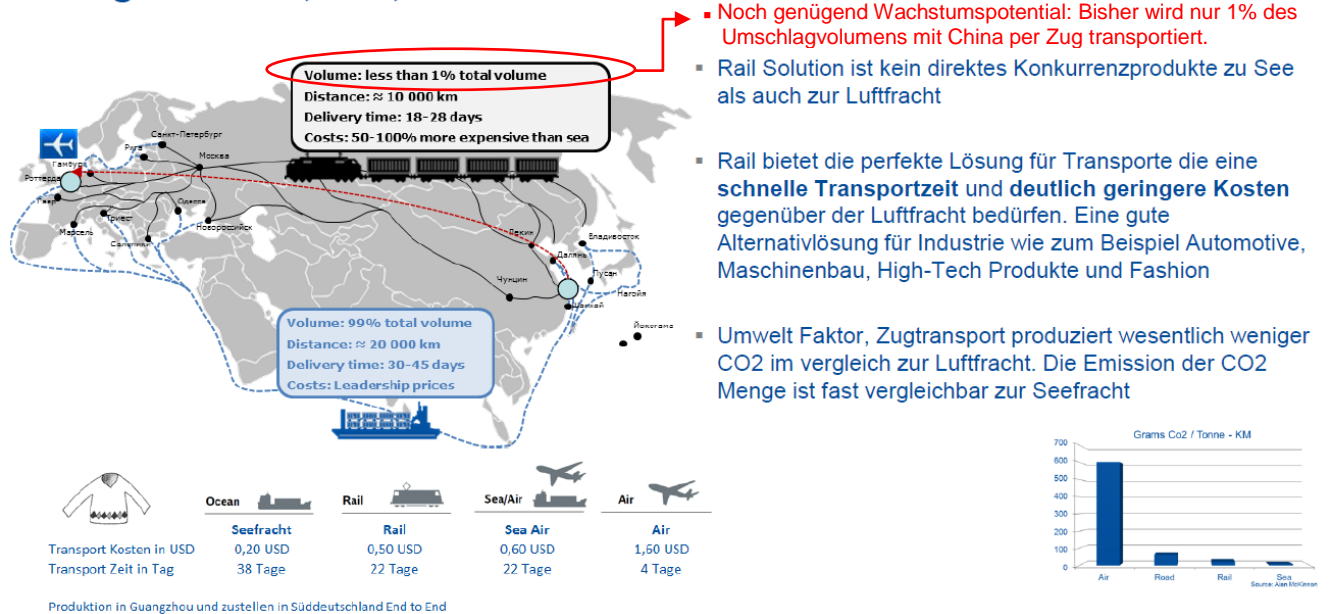 ▪ Noch genügend Wachstumspotential: Bisher wird nur 1% des
Umschlagvolumens mit China per Zug transportiert.
▪ Rail Solution ist kein direktes Konkurrenzprodukte zu See
als auch zur Luftfracht
▪ Rail bietet die perfekte Lösung für Transporte die eine
schnelle Transportzeit und deutlich geringere Kosten
gegenüber der Luftfracht bedürfen. Eine gute
Alternativlösung für Industrie wie zum Beispiel Automotive,
Maschinenbau, High-Tech Produkte und Fashion
▪ Umwelt Faktor, Zugtransport produziert wesentlich weniger
CO2 im vergleich zur Luftfracht. Die Emission der CO2
Menge ist fast vergleichbar zur Seefracht
Volume: less than 1% total volume
Distance: ≈ 10 000 km
Delivery time: 18-28 days
Costs: 50-100% more expensive than sea
Санкт-Петербург
Рига
Москва
Гамбург
Роттерда
Гавр
Марсель
Триест
Салоники
Одесса
Новороссийск
Пекин
Владивосток
Далянь
Чунцин
Пусан
Нагойя
Шанхай
Йокогама
Volume: 99% total volume
Distance: ≈ 20 000 km
Delivery time: 30-45 days
Costs: Leadership prices
Ocean Rail Sea/Air Air
Seefracht Rail Sea Air Air
Transport Kosten in USD 0,20 USD 0,50 USD 0,60 USD 1,60 USD
Transport Zeit in Tag 38 Tage 22 Tage 22 Tage 4 Tage
Produktion in Guangzhou und zustellen in Süddeutschland End to End
Grams Co2 / Tonne - KM
700
600
500
400
300
200
100
0
Air Road Rail Sea
Source: Alan McKinnon